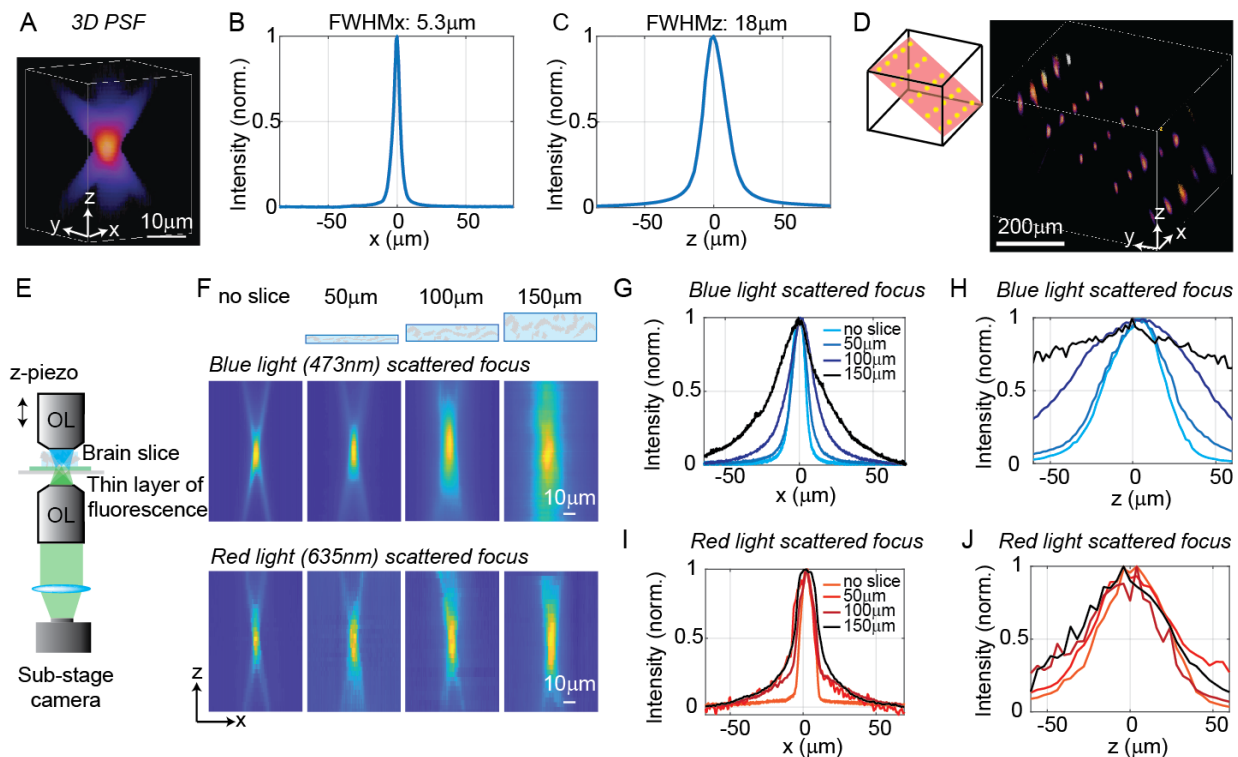 A
3D PSF
z
y
x
10μm
B
FWHMx: 5.3μm
Intensity (norm.)
1
0.5
0
-50
0
50
x (μm)
C
FWHMz: 18μm
Intensity (norm.)
1
0.5
0
-50
0
50
z (μm)
D
200μm
z
y
x
E
z-piezo
OL
Brain slice
Thin layer of
fluorescence
OL
Sub-stage
camera
F
no slice
50μm
100μm
150μm
Blue light (473nm) scattered focus
10μm
Red light (635nm) scattered focus
10μm
z
x
G
Blue light scattered focus
Intensity (norm.)
1
0.5
0
no slice
50μm
100μm
150μm
-50
0
50
x (μm)
H
Blue light scattered focus
Intensity (norm.)
1
0.5
0
-50
0
50
z (μm)
I
Red light scattered focus
Intensity (norm.)
1
0.5
0
no slice
50μm
100μm
150μm
-50
0
50
x (μm)
J
Red light scattered focus
Intensity (norm.)
1
0.5
0
-50
0
50
z (μm)